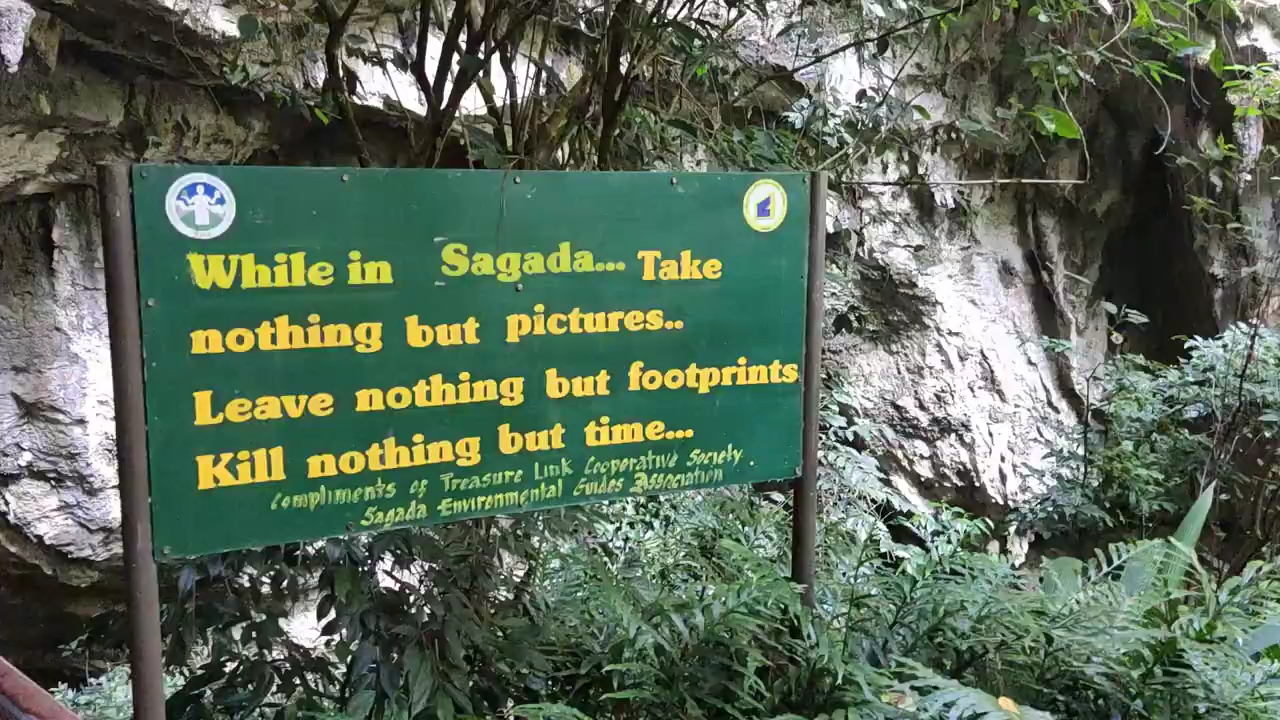 While in Sagada... Take
nothing but pictures..
Leave nothing but footprints
Kill nothing but time...
Compliments of Treasure Link Cooperative Society
Sagada Environmental Guides Association